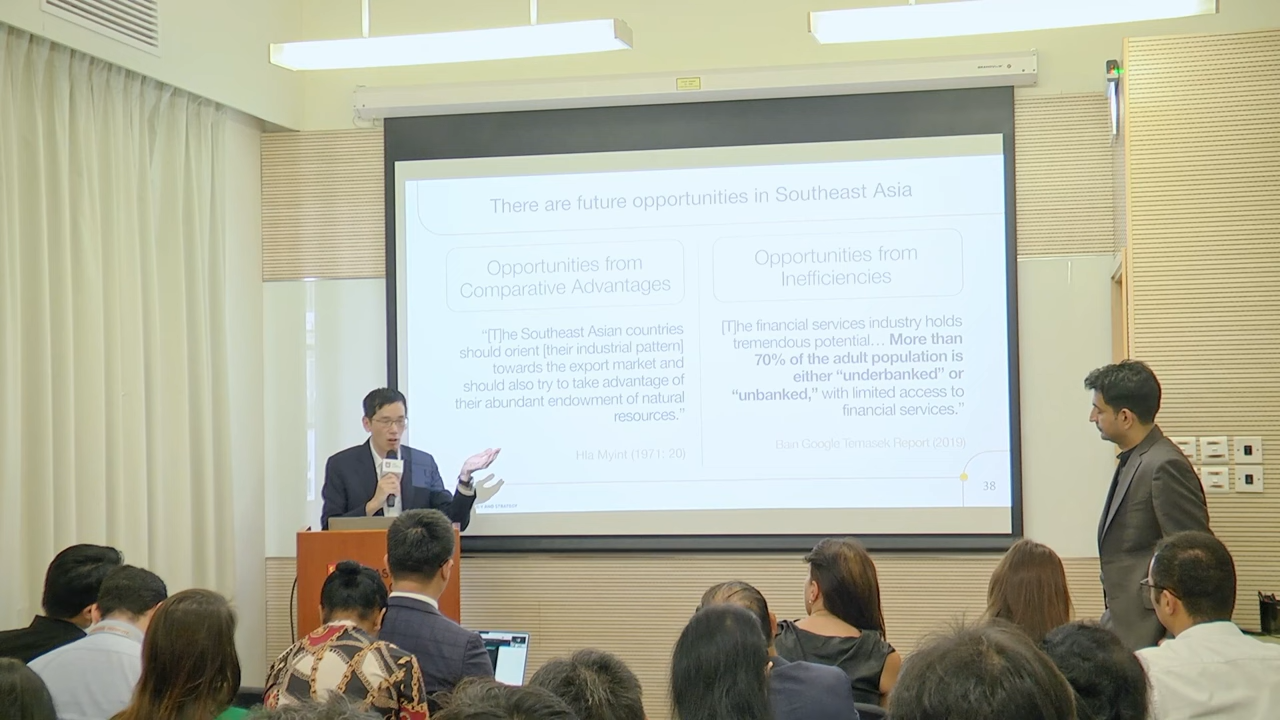 There are future opportunities in Southeast Asia
Opportunities from
Comparative Advantages
"[T]he Southeast Asian countries
should orient [their industrial pattern]
towards the export market and
should also try to take advantage of
their abundant endowment of natural
resources."
Hla Myint (1971: 20)
Opportunities from
Inefficiencies
[T]he financial services industry holds
tremendous potential… More than
70% of the adult population is
either "underbanked" or
"unbanked," with limited access to
financial services."
Bain Google Temasek Report (2019)
AND STRATEGY
38